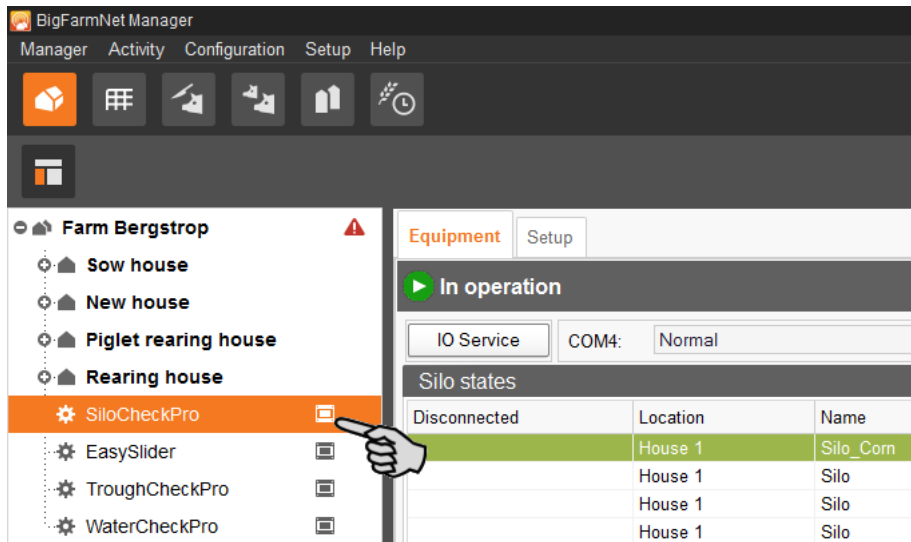 BigFarmNet Manager
Manager Activity Configuration Setup Help
Farm Bergstrop
Sow house
New house
Piglet rearing house
Rearing house
SiloCheckPro
EasySlider
TroughCheckPro
WaterCheckPro
Equipment Setup
In operation
IO Service COM4: Normal
Silo states
Disconnected Location Name
House 1 Silo_Corn
House 1 Silo
House 1 Silo
House 1 Silo